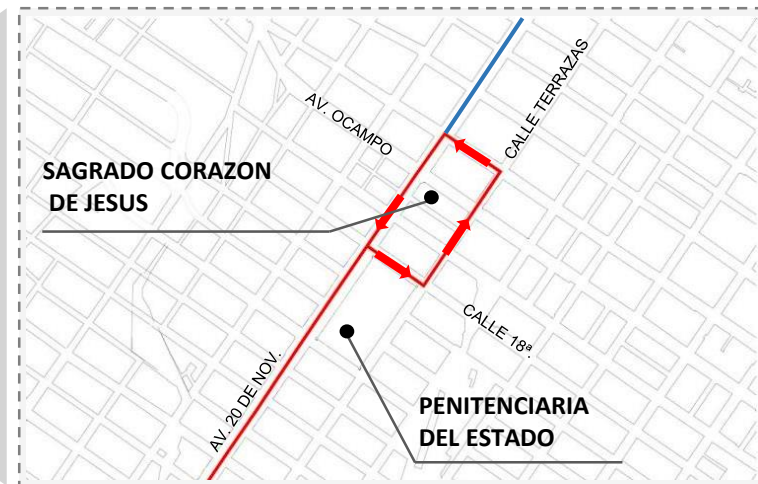 CALLE TERRAZAS
AV. OCAMPO
SAGRADO CORAZON
DE JESUS
CALLE 18ª.
AV. 20 DE NOV.
PENITENCIARIA
DEL ESTADO